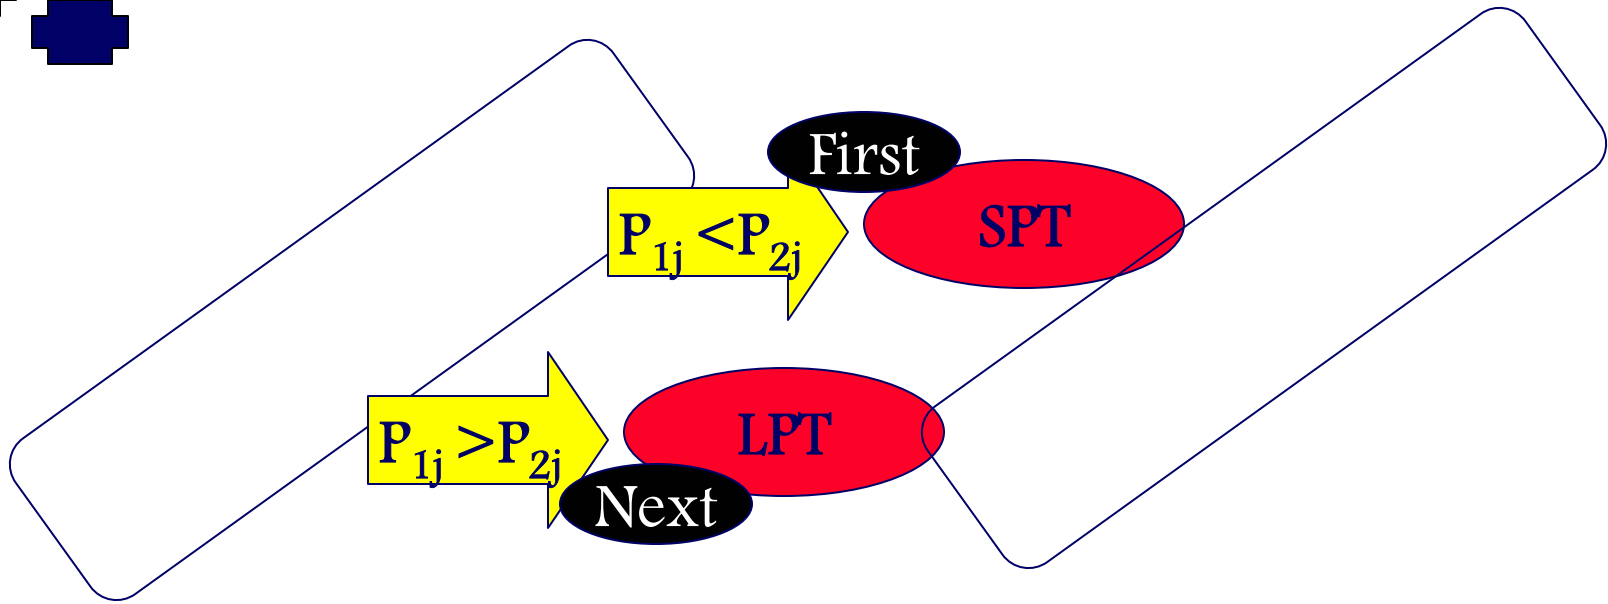 First
P1j <P2j
SPT
P1j >P2j
LPT
Next